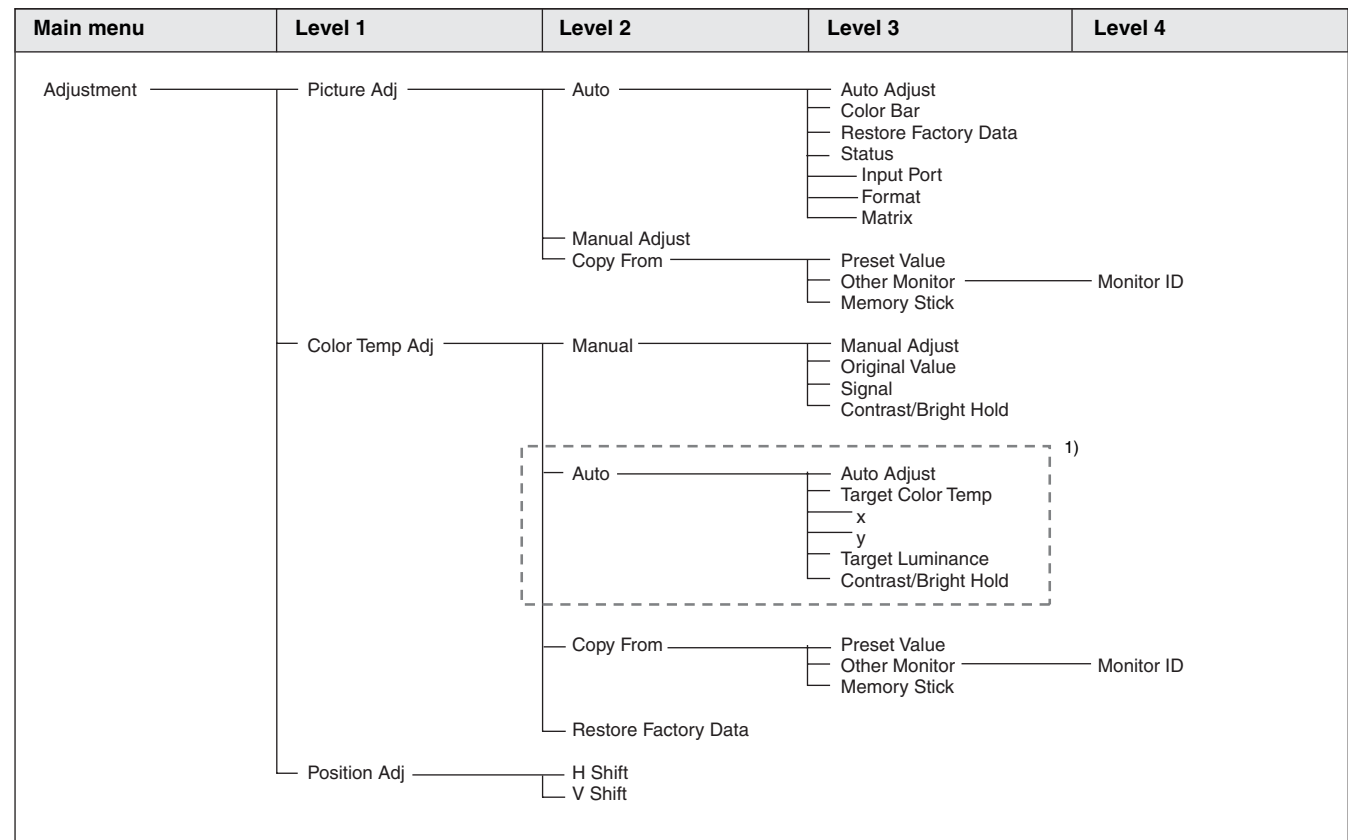 Main menu Level 1 Level 2 Level 3 Level 4
Adjustment Picture Adj Auto Auto Adjust
Color Bar
Restore Factory Data
Status
Input Port
Format
Matrix
Manual Adjust
Copy From Preset Value
Other Monitor Monitor ID
Memory Stick
Color Temp Adj Manual Manual Adjust
Original Value
Signal
Contrast/Bright Hold
1)
Auto Auto Adjust
Target Color Temp
x
y
Target Luminance
Contrast/Bright Hold
Copy From Preset Value
Other Monitor Monitor ID
Memory Stick
Restore Factory Data
Position Adj H Shift
V Shift